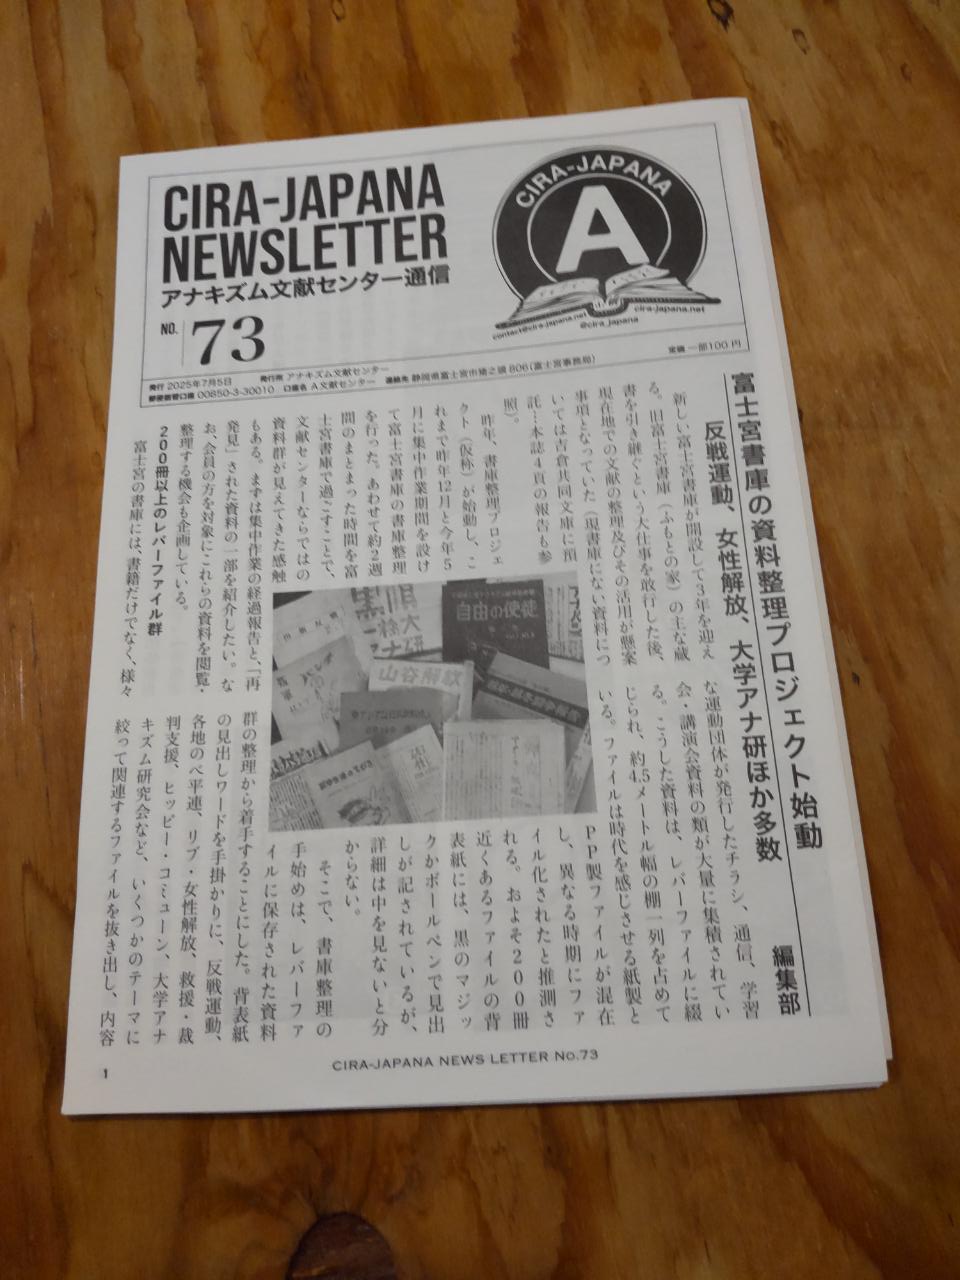 CIRA-JAPANA
NEWSLETTER
アナキズム文献センター通信
NO. 73
CIRA-JAPANA
A
contact@cira-japana.net
cira-japana.net
@cira_japana
定価 一部100円
発行 2025年7月5日 発行所 アナキズム文献センター
郵便振替口座 00850-3-30010 口座名 A文献センター 連絡先 静岡県富士宮市猪之頭806(富士宮事務局)
富士宮書庫の資料整理プロジェクト始動
反戦運動、女性解放、大学アナ研ほか多数
編集部
新しい富士宮書庫が開設して3年を迎え
る。旧富士宮書庫(ふもとの家)の主な蔵
書を引き継ぐという大仕事を敢行した後、
現在地での文献の整理及びその活用が懸案
事項となっていた(現書庫にない資料につ
いては吉倉共同文庫に預
託…本誌4頁の報告も参
照)。
昨年、書庫整理プロジェ
クト(仮称)が始動し、こ
れまで昨年12月と今年5
月に集中作業期間を設け
て富士宮書庫の書庫整理
を行った。あわせて約2週
間のまとまった時間を富
士宮書庫で過ごすことで、
文献センターならではの
資料群が見えてきた感触
もある。まずは集中作業の経過報告と、「再
発見」された資料の一部を紹介したい。な
お、会員の方を対象にこれらの資料を閲覧・
整理する機会も企画している。
200冊以上のレバーファイル群
富士宮の書庫には、書籍だけでなく、様々
な運動団体が発行したチラシ、通信、学習
会・講演会資料の類が大量に集積されてい
る。こうした資料は、レバーファイルに綴
じられ、約4.5メートル幅の棚一列を占めて
いる。ファイルは時代を感じさせる紙製と
PP製ファイルが混在
し、異なる時期にファ
イル化されたと推測さ
れる。およそ200冊
近くあるファイルの背
表紙には、黒のマジッ
クかボールペンで見出
しが記されているが、
詳細は中を見ないと分
からない。
そこで、書庫整理の
手始めは、レバーファ
イルに保存された資料
群の整理から着手することにした。背表紙
の見出しワードを手掛かりに、反戦運動、
各地のべ平連、リブ・女性解放、救援・裁
判支援、ヒッピー・コミューン、大学アナ
キズム研究会など、いくつかのテーマに
絞って関連するファイルを抜き出し、内容
自由の使徒
山谷解放
1
CIRA-JAPANA NEWS LETTER No.73